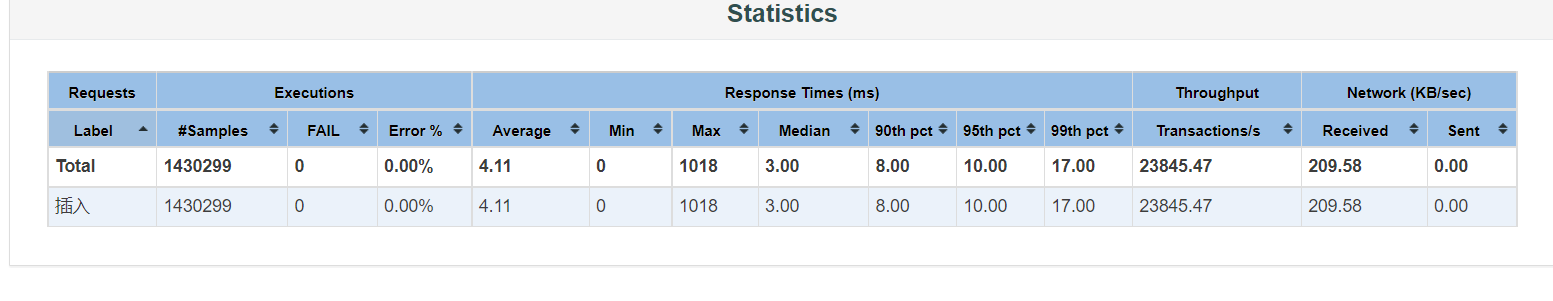 Statistics
Requests Executions Response Times (ms) Throughput Network (KB/sec)
Label #Samples FAIL Error % Average Min Max Median 90th pct 95th pct 99th pct Transactions/s Received Sent
Total 1430299 0 0.00% 4.11 0 1018 3.00 8.00 10.00 17.00 23845.47 209.58 0.00
插入 1430299 0 0.00% 4.11 0 1018 3.00 8.00 10.00 17.00 23845.47 209.58 0.00